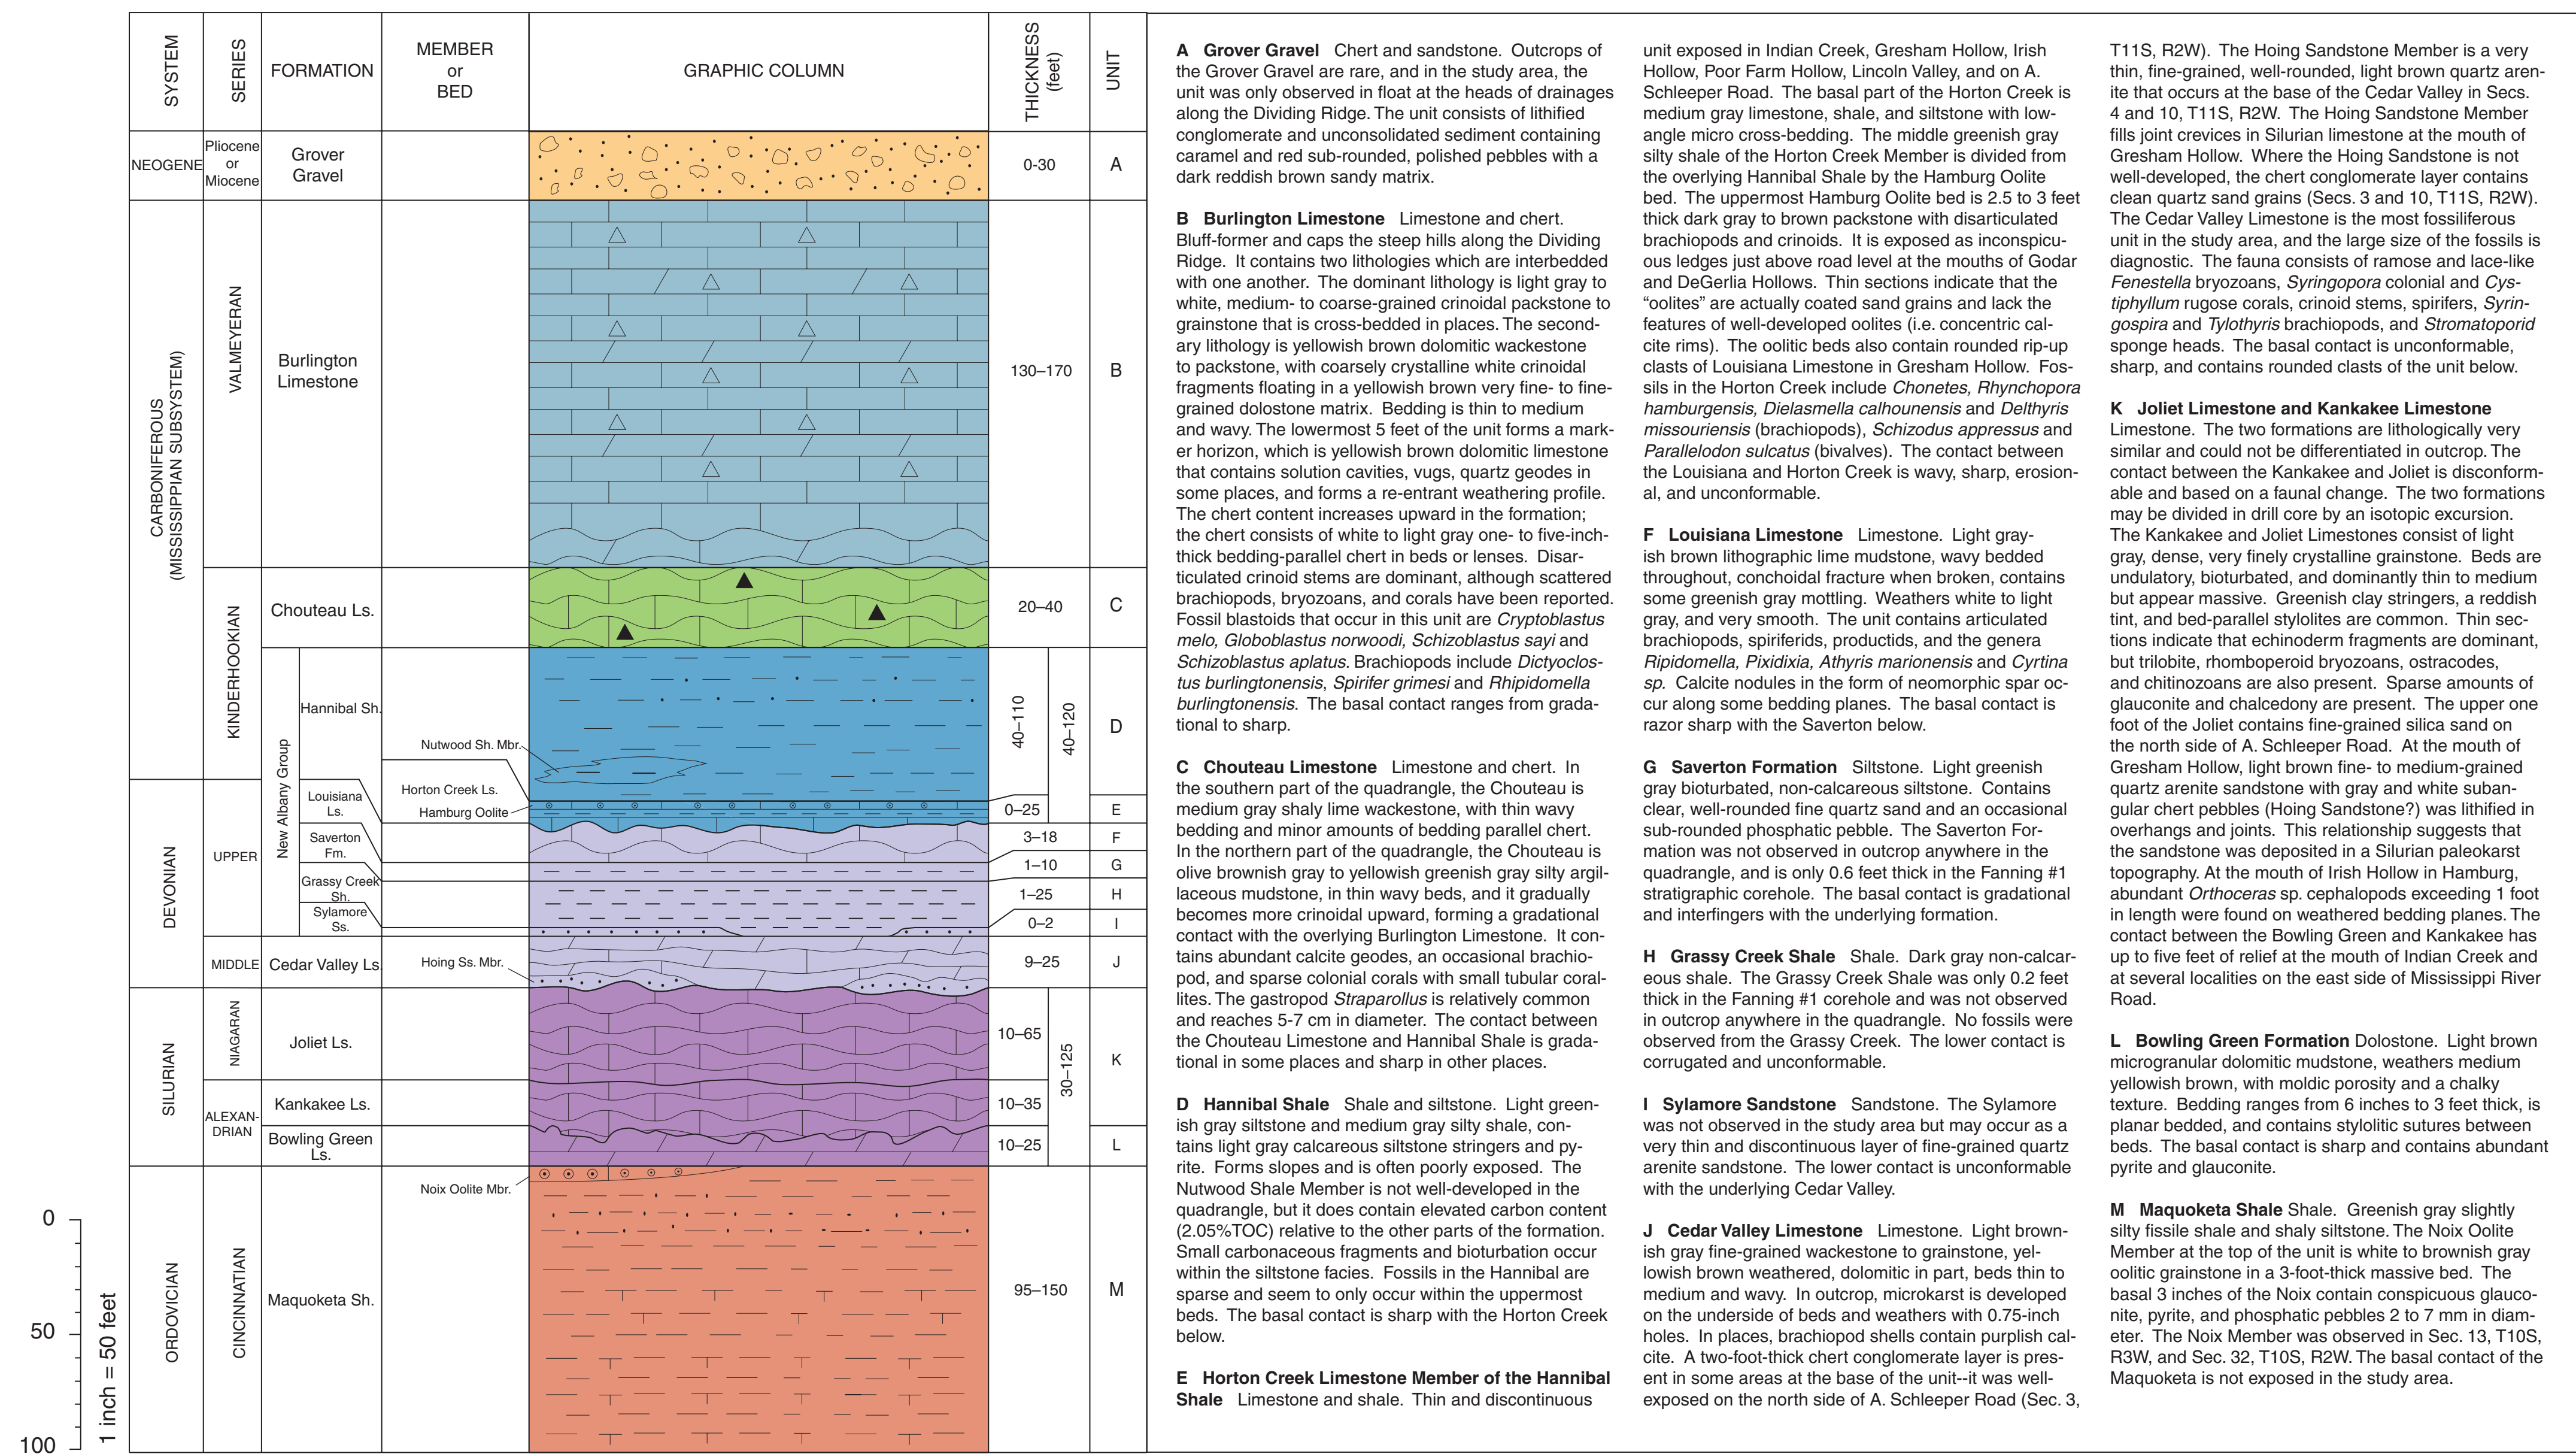 SYSTEM
SERIES
FORMATION
MEMBER
or
BED
GRAPHIC COLUMN
THICKNESS
(feet)
UNIT
NEOGENE
Pliocene
or
Miocene
Grover
Gravel
0-30
A
CARBONIFEROUS
(MISSISSIPPIAN SUBSYSTEM)
VALMEYERAN
Burlington
Limestone
130–170
B
KINDERHOOKIAN
Chouteau Ls.
20–40
C
New Albany Group
Hannibal Sh.
Nutwood Sh. Mbr.
40–110
40–120
D
Horton Creek Ls.
Hamburg Oolite
0–25
E
DEVONIAN
UPPER
Louisiana
Ls.
3–18
F
Saverton
Fm.
1–10
G
Grassy Creek
Sh.
1–25
H
Sylamore
Ss.
0–2
I
MIDDLE
Cedar Valley Ls.
Hoing Ss. Mbr.
9–25
J
SILURIAN
NIAGARAN
Joliet Ls.
10–65
30–125
K
ALEXAN-
DRIAN
Kankakee Ls.
10–35
Bowling Green
Ls.
10–25
L
ORDOVICIAN
CINCINNATIAN
Noix Oolite Mbr.
Maquoketa Sh.
95–150
M
0
50
100
1 inch = 50 feet
A Grover Gravel Chert and sandstone. Outcrops of
the Grover Gravel are rare, and in the study area, the
unit was only observed in float at the heads of drainages
along the Dividing Ridge. The unit consists of lithified
conglomerate and unconsolidated sediment containing
caramel and red sub-rounded, polished pebbles with a
dark reddish brown sandy matrix.
B Burlington Limestone Limestone and chert.
Bluff-former and caps the steep hills along the Dividing
Ridge. It contains two lithologies which are interbedded
with one another. The dominant lithology is light gray to
white, medium- to coarse-grained crinoidal packstone to
grainstone that is cross-bedded in places. The second-
ary lithology is yellowish brown dolomitic wackestone
to packstone, with coarsely crystalline white crinoidal
fragments floating in a yellowish brown very fine- to fine-
grained dolostone matrix. Bedding is thin to medium
and wavy. The lowermost 5 feet of the unit forms a mark-
er horizon, which is yellowish brown dolomitic limestone
that contains solution cavities, vugs, quartz geodes in
some places, and forms a re-entrant weathering profile.
The chert content increases upward in the formation;
the chert consists of white to light gray one- to five-inch-
thick bedding-parallel chert in beds or lenses. Disar-
ticulated crinoid stems are dominant, although scattered
brachiopods, bryozoans, and corals have been reported.
Fossil blastoids that occur in this unit are Cryptoblastus
melo, Globoblastus norwoodi, Schizoblastus sayi and
Schizoblastus aplatus. Brachiopods include Dictyoclos-
tus burlingtonensis, Spirifer grimesi and Rhipidomella
burlingtonensis. The basal contact ranges from grada-
tional to sharp.
C Chouteau Limestone Limestone and chert. In
the southern part of the quadrangle, the Chouteau is
medium gray shaly lime wackestone, with thin wavy
bedding and minor amounts of bedding parallel chert.
In the northern part of the quadrangle, the Chouteau is
olive brownish gray to yellowish greenish gray silty argil-
laceous mudstone, in thin wavy beds, and it gradually
becomes more crinoidal upward, forming a gradational
contact with the overlying Burlington Limestone. It con-
tains abundant calcite geodes, an occasional brachio-
pod, and sparse colonial corals with small tubular coral-
lites. The gastropod Straparollus is relatively common
and reaches 5-7 cm in diameter. The contact between
the Chouteau Limestone and Hannibal Shale is grada-
tional in some places and sharp in other places.
D Hannibal Shale Shale and siltstone. Light green-
ish gray siltstone and medium gray silty shale, con-
tains light gray calcareous siltstone stringers and py-
rite. Forms slopes and is often poorly exposed. The
Nutwood Shale Member is not well-developed in the
quadrangle, but it does contain elevated carbon content
(2.05%TOC) relative to the other parts of the formation.
Small carbonaceous fragments and bioturbation occur
within the siltstone facies. Fossils in the Hannibal are
sparse and seem to only occur within the uppermost
beds. The basal contact is sharp with the Horton Creek
below.
E Horton Creek Limestone Member of the Hannibal
Shale Limestone and shale. Thin and discontinuous
unit exposed in Indian Creek, Gresham Hollow, Irish
Hollow, Poor Farm Hollow, Lincoln Valley, and on A.
Schleeper Road. The basal part of the Horton Creek is
medium gray limestone, shale, and siltstone with low-
angle micro cross-bedding. The middle greenish gray
silty shale of the Horton Creek Member is divided from
the overlying Hannibal Shale by the Hamburg Oolite
bed. The uppermost Hamburg Oolite bed is 2.5 to 3 feet
thick dark gray to brown packstone with disarticulated
brachiopods and crinoids. It is exposed as inconspicu-
ous ledges just above road level at the mouths of Godar
and DeGerlia Hollows. Thin sections indicate that the
“oolites” are actually coated sand grains and lack the
features of well-developed oolites (i.e. concentric cal-
cite rims). The oolitic beds also contain rounded rip-up
clasts of Louisiana Limestone in Gresham Hollow. Fos-
sils in the Horton Creek include Chonetes, Rhynchopora
hamburgensis, Dielasmella calhounensis and Delthyris
missouriensis (brachiopods), Schizodus appressus and
Parallelodon sulcatus (bivalves). The contact between
the Louisiana and Horton Creek is wavy, sharp, erosion-
al, and unconformable.
F Louisiana Limestone Limestone. Light gray-
ish brown lithographic lime mudstone, wavy bedded
throughout, conchoidal fracture when broken, contains
some greenish gray mottling. Weathers white to light
gray, and very smooth. The unit contains articulated
brachiopods, spiriferids, productids, and the genera
Ripidomella, Pixidixia, Athyris marionensis and Cyrtina
sp. Calcite nodules in the form of neomorphic spar oc-
cur along some bedding planes. The basal contact is
razor sharp with the Saverton below.
G Saverton Formation Siltstone. Light greenish
gray bioturbated, non-calcareous siltstone. Contains
clear, well-rounded fine quartz sand and an occasional
sub-rounded phosphatic pebble. The Saverton For-
mation was not observed in outcrop anywhere in the
quadrangle, and is only 0.6 feet thick in the Fanning #1
stratigraphic corehole. The basal contact is gradational
and interfingers with the underlying formation.
H Grassy Creek Shale Shale. Dark gray non-calcar-
eous shale. The Grassy Creek Shale was only 0.2 feet
thick in the Fanning #1 corehole and was not observed
in outcrop anywhere in the quadrangle. No fossils were
observed from the Grassy Creek. The lower contact is
corrugated and unconformable.
I Sylamore Sandstone Sandstone. The Sylamore
was not observed in the study area but may occur as a
very thin and discontinuous layer of fine-grained quartz
arenite sandstone. The lower contact is unconformable
with the underlying Cedar Valley.
J Cedar Valley Limestone Limestone. Light brown-
ish gray fine-grained wackestone to grainstone, yel-
lowish brown weathered, dolomitic in part, beds thin to
medium and wavy. In outcrop, microkarst is developed
on the underside of beds and weathers with 0.75-inch
holes. In places, brachiopod shells contain purplish cal-
cite. A two-foot-thick chert conglomerate layer is pres-
ent in some areas at the base of the unit--it was well-
exposed on the north side of A. Schleeper Road (Sec. 3,
T11S, R2W). The Hoing Sandstone Member is a very
thin, fine-grained, well-rounded, light brown quartz aren-
ite that occurs at the base of the Cedar Valley in Secs.
4 and 10, T11S, R2W. The Hoing Sandstone Member
fills joint crevices in Silurian limestone at the mouth of
Gresham Hollow. Where the Hoing Sandstone is not
well-developed, the chert conglomerate layer contains
clean quartz sand grains (Secs. 3 and 10, T11S, R2W).
The Cedar Valley Limestone is the most fossiliferous
unit in the study area, and the large size of the fossils is
diagnostic. The fauna consists of ramose and lace-like
Fenestella bryozoans, Syringopora colonial and Cys-
tiphyllum rugose corals, crinoid stems, spirifers, Syrin-
gospira and Tylothyris brachiopods, and Stromatoporid
sponge heads. The basal contact is unconformable,
sharp, and contains rounded clasts of the unit below.
K Joliet Limestone and Kankakee Limestone
Limestone. The two formations are lithologically very
similar and could not be differentiated in outcrop. The
contact between the Kankakee and Joliet is disconform-
able and based on a faunal change. The two formations
may be divided in drill core by an isotopic excursion.
The Kankakee and Joliet Limestones consist of light
gray, dense, very finely crystalline grainstone. Beds are
undulatory, bioturbated, and dominantly thin to medium
but appear massive. Greenish clay stringers, a reddish
tint, and bed-parallel stylolites are common. Thin sec-
tions indicate that echinoderm fragments are dominant,
but trilobite, rhomboperoid bryozoans, ostracodes,
and chitinozoans are also present. Sparse amounts of
glauconite and chalcedony are present. The upper one
foot of the Joliet contains fine-grained silica sand on
the north side of A. Schleeper Road. At the mouth of
Gresham Hollow, light brown fine- to medium-grained
quartz arenite sandstone with gray and white suban-
gular chert pebbles (Hoing Sandstone?) was lithified in
overhangs and joints. This relationship suggests that
the sandstone was deposited in a Silurian paleokarst
topography. At the mouth of Irish Hollow in Hamburg,
abundant Orthoceras sp. cephalopods exceeding 1 foot
in length were found on weathered bedding planes. The
contact between the Bowling Green and Kankakee has
up to five feet of relief at the mouth of Indian Creek and
at several localities on the east side of Mississippi River
Road.
L Bowling Green Formation Dolostone. Light brown
microgranular dolomitic mudstone, weathers medium
yellowish brown, with moldic porosity and a chalky
texture. Bedding ranges from 6 inches to 3 feet thick, is
planar bedded, and contains stylolitic sutures between
beds. The basal contact is sharp and contains abundant
pyrite and glauconite.
M Maquoketa Shale Shale. Greenish gray slightly
silty fissile shale and shaly siltstone. The Noix Oolite
Member at the top of the unit is white to brownish gray
oolitic grainstone in a 3-foot-thick massive bed. The
basal 3 inches of the Noix contain conspicuous glauco-
nite, pyrite, and phosphatic pebbles 2 to 7 mm in diam-
eter. The Noix Member was observed in Sec. 13, T10S,
R3W, and Sec. 32, T10S, R2W. The basal contact of the
Maquoketa is not exposed in the study area.